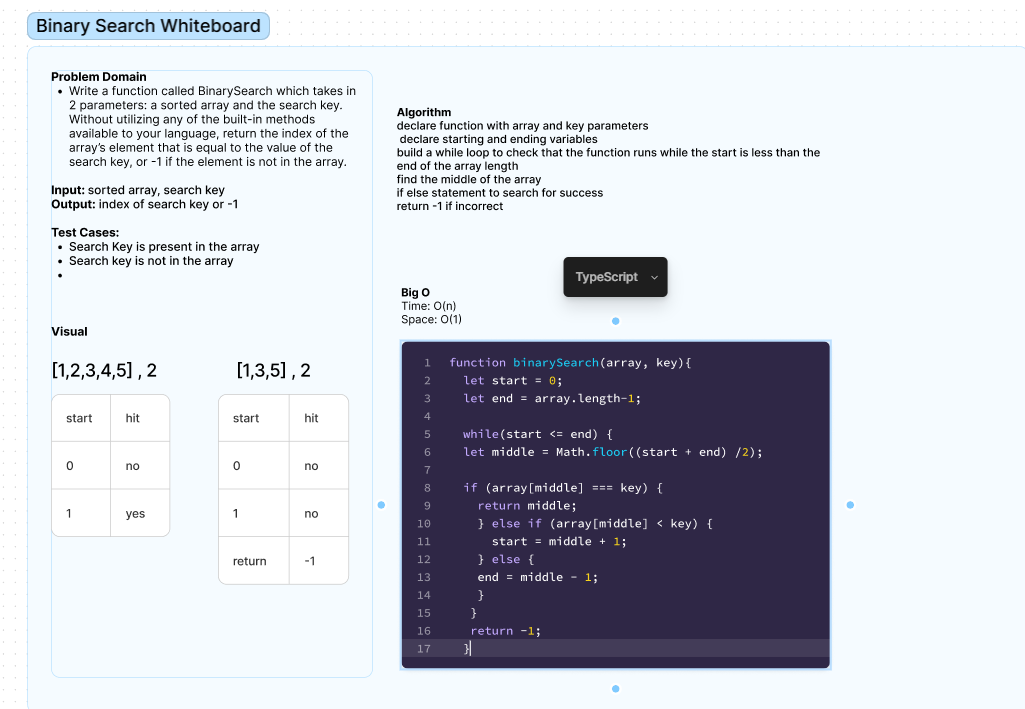 Binary Search Whiteboard
Problem Domain
• Write a function called BinarySearch which takes in
2 parameters: a sorted array and the search key.
Without utilizing any of the built-in methods
available to your language, return the index of the
array's element that is equal to the value of the
search key, or -1 if the element is not in the array.
Input: sorted array, search key
Output: index of search key or -1
Test Cases:
• Search Key is present in the array
• Search key is not in the array
•
Visual
[1,2,3,4,5] , 2
start hit
0 no
1 yes
[1,3,5] , 2
start hit
0 no
1 no
return -1
Algorithm
declare function with array and key parameters
declare starting and ending variables
build a while loop to check that the function runs while the start is less than the
end of the array length
find the middle of the array
if else statement to search for success
return -1 if incorrect
Big O
Time: O(n)
Space: O(1)
TypeScript
1 function binarySearch(array, key){
2 let start = 0;
3 let end = array.length-1;
4
5 while(start <= end) {
6 let middle = Math.floor((start + end) /2);
7
8 if (array[middle] === key) {
9 return middle;
10 } else if (array[middle] < key) {
11 start = middle + 1;
12 } else {
13 end = middle - 1;
14 }
15 }
16 return -1;
17 }